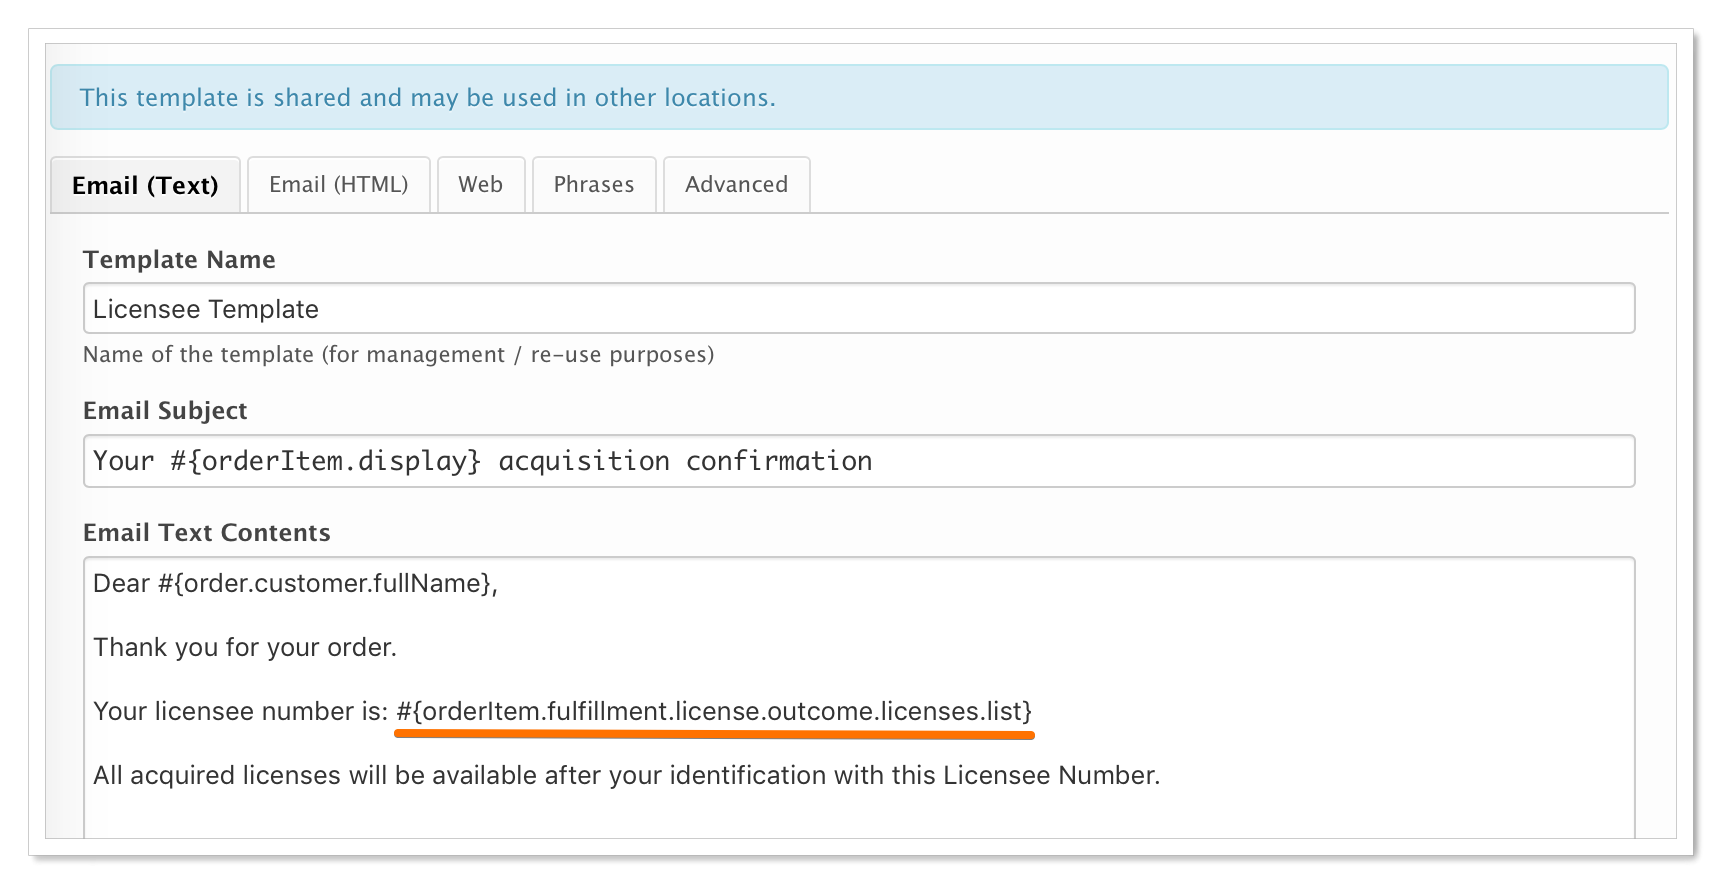 This template is shared and may be used in other locations.
Email (Text) Email (HTML) Web Phrases Advanced
Template Name
Licensee Template
Name of the template (for management / re-use purposes)
Email Subject
Your #{orderItem.display} acquisition confirmation
Email Text Contents
Dear #{order.customer.fullName},
Thank you for your order.
Your licensee number is: #{orderItem.fulfillment.license.outcome.licenses.list}
All acquired licenses will be available after your identification with this Licensee Number.